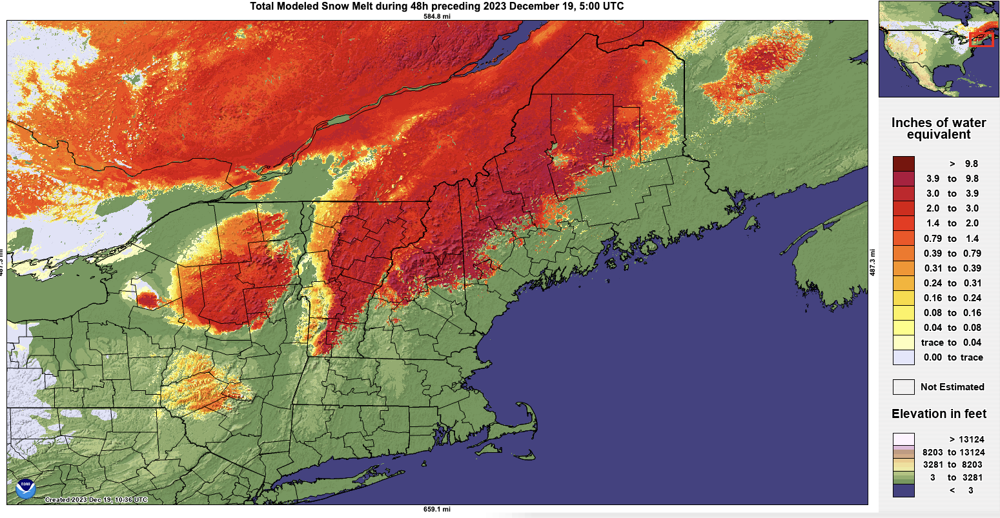 Total Modeled Snow Melt during 48h preceding 2023 December 19, 5:00 UTC
584.8 mi
487.3 mi
487.3 mi
659.1 mi
NOAA
Created 2023 Dec 19, 10:36 UTC
Inches of water
equivalent
> 9.8
3.9 to 9.8
3.0 to 3.9
2.0 to 3.0
1.4 to 2.0
0.79 to 1.4
0.39 to 0.79
0.31 to 0.39
0.24 to 0.31
0.16 to 0.24
0.08 to 0.16
0.04 to 0.08
trace to 0.04
0.00 to trace
Not Estimated
Elevation in feet
> 13124
8203 to 13124
3281 to 8203
3 to 3281
< 3